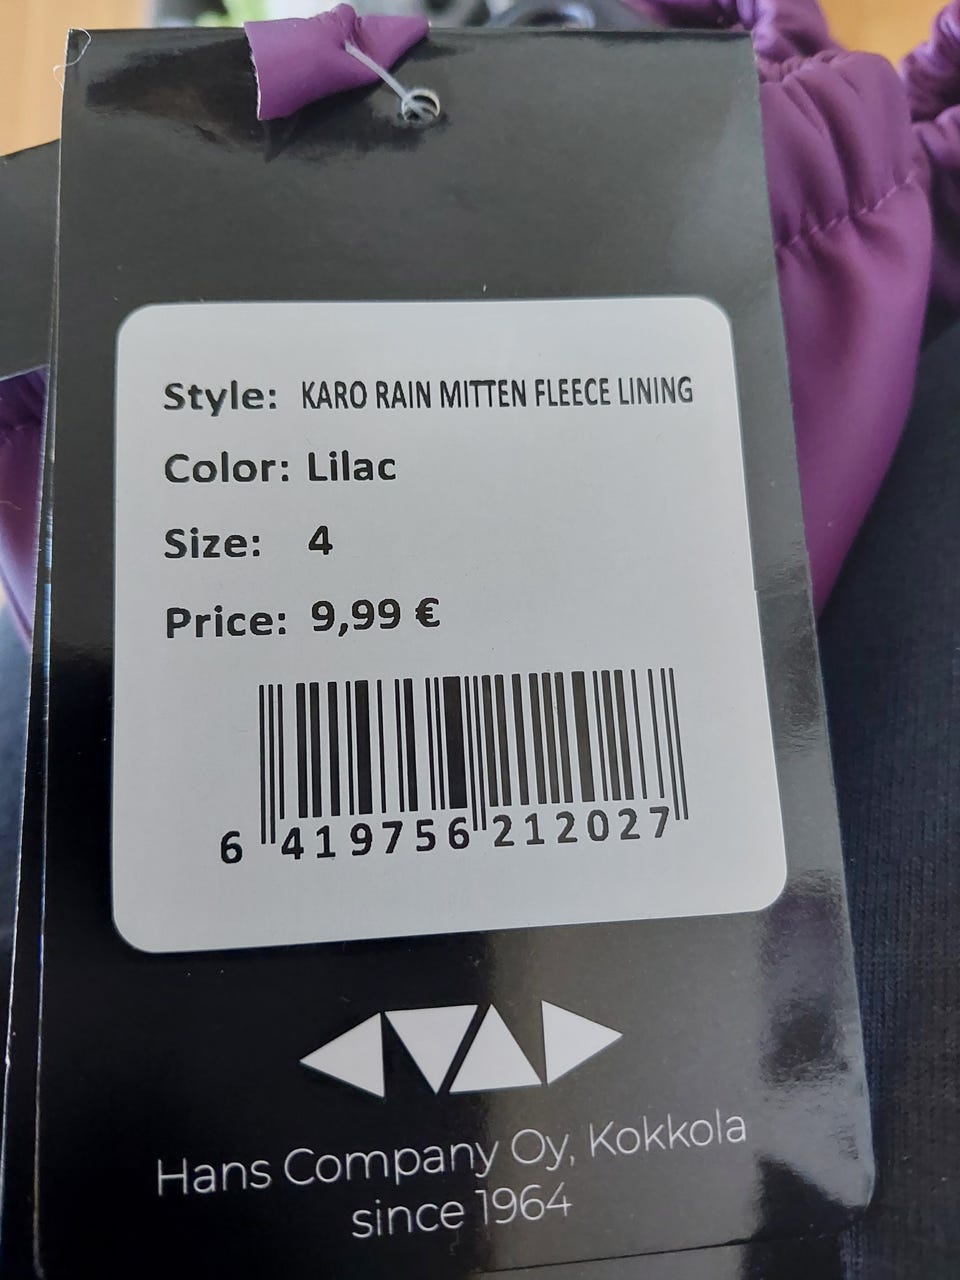 Style: KARO RAIN MITTEN FLEECE LINING
Color: Lilac
Size: 4
Price: 9,99 €
6 419756 212027
Hans Company Oy, Kokkola
since 1964